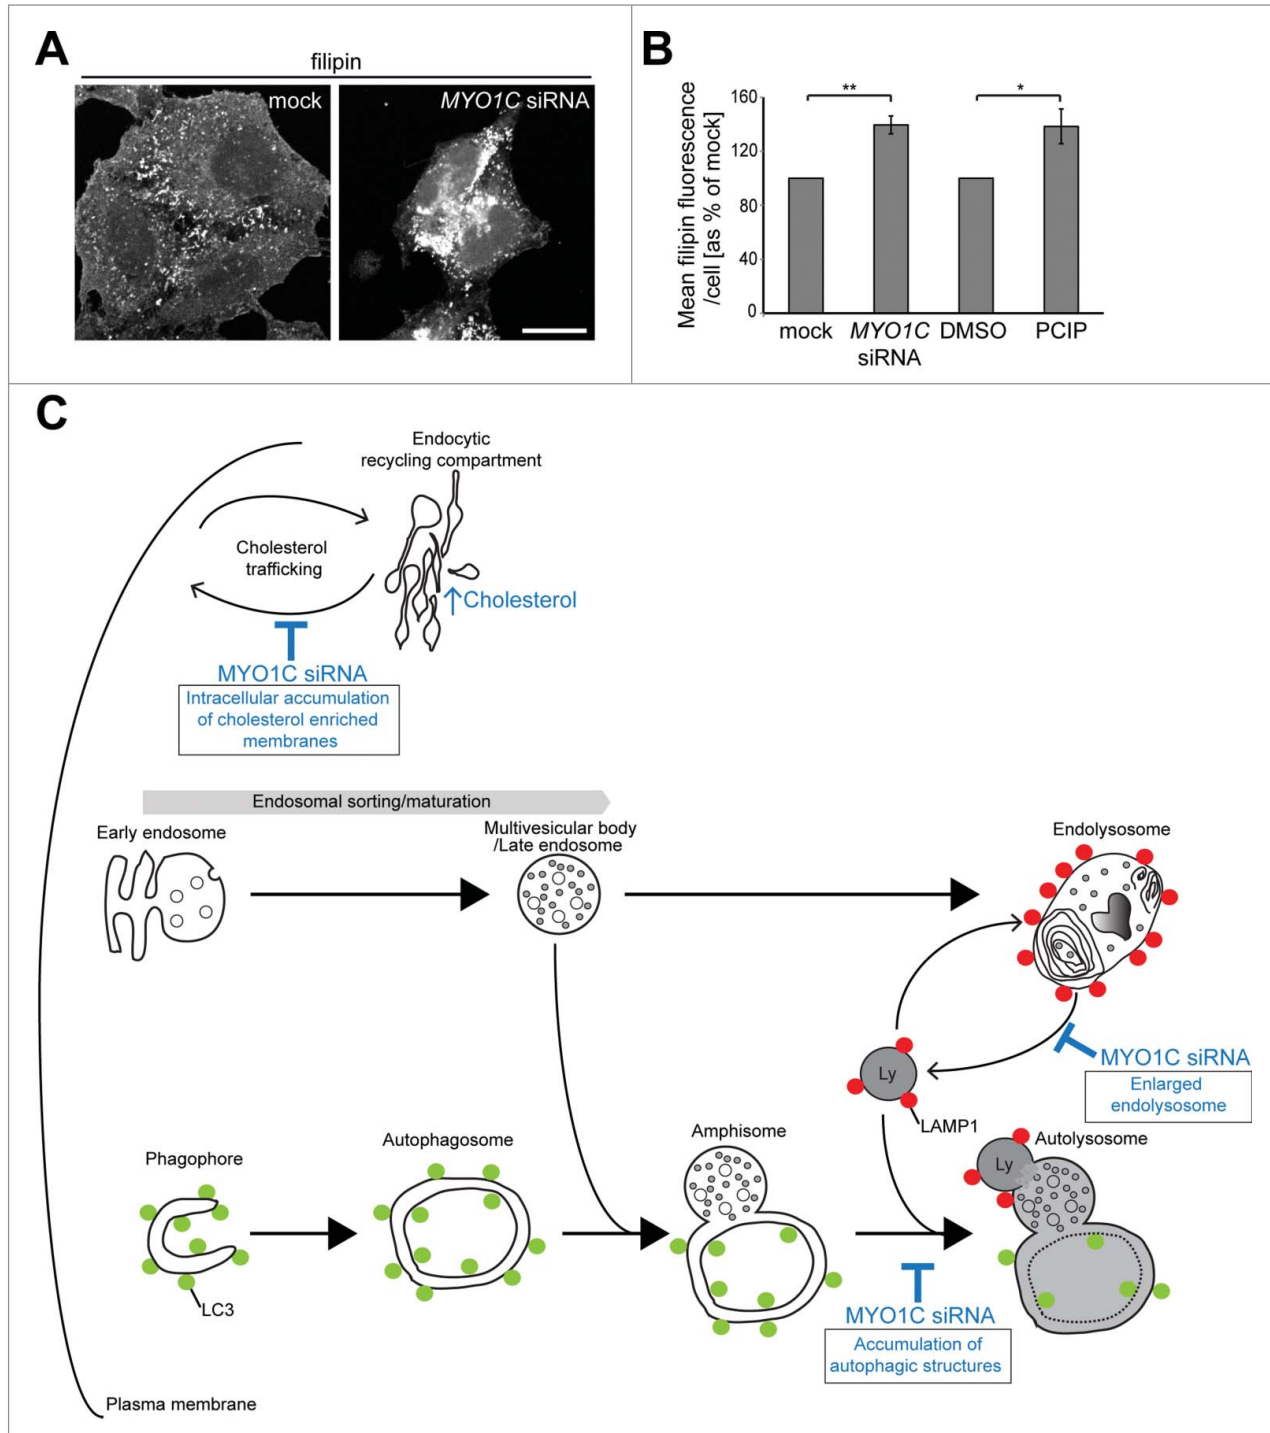 A
filipin
mock
MYO1C siRNA
B
Mean filipin fluorescence
/cell [as % of mock]
160
120
80
40
0
**
*
mock
MYO1C
siRNA
DMSO
PCIP
C
Endocytic
recycling compartment
Cholesterol
trafficking
↑Cholesterol
MYO1C siRNA
Intracellular accumulation
of cholesterol enriched
membranes
Endosomal sorting/maturation
Early endosome
Multivesicular body
/Late endosome
Endolysosome
Ly
LAMP1
MYO1C siRNA
Enlarged
endolysosome
Phagophore
LC3
Autophagosome
Amphisome
Autolysosome
Ly
MYO1C siRNA
Accumulation of
autophagic structures
Plasma membrane